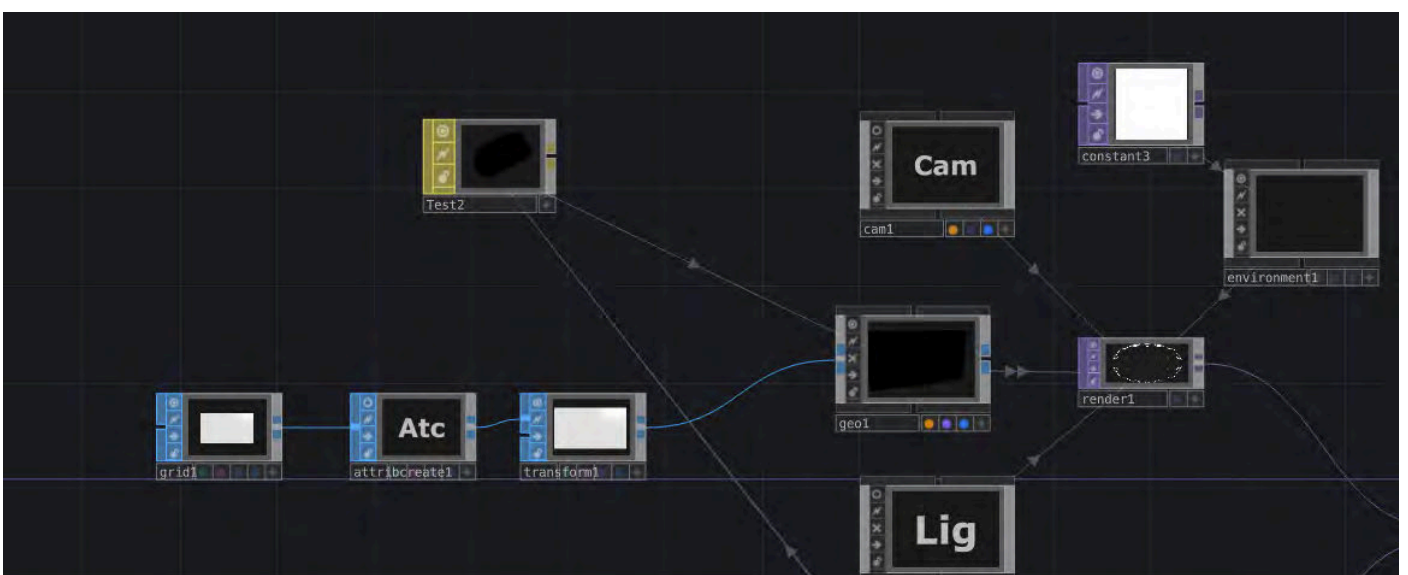 constant3
Cam
Test2
cam1
environment1
render1
geo1
Atc
grid1
attribcreate1
transform1
Lig